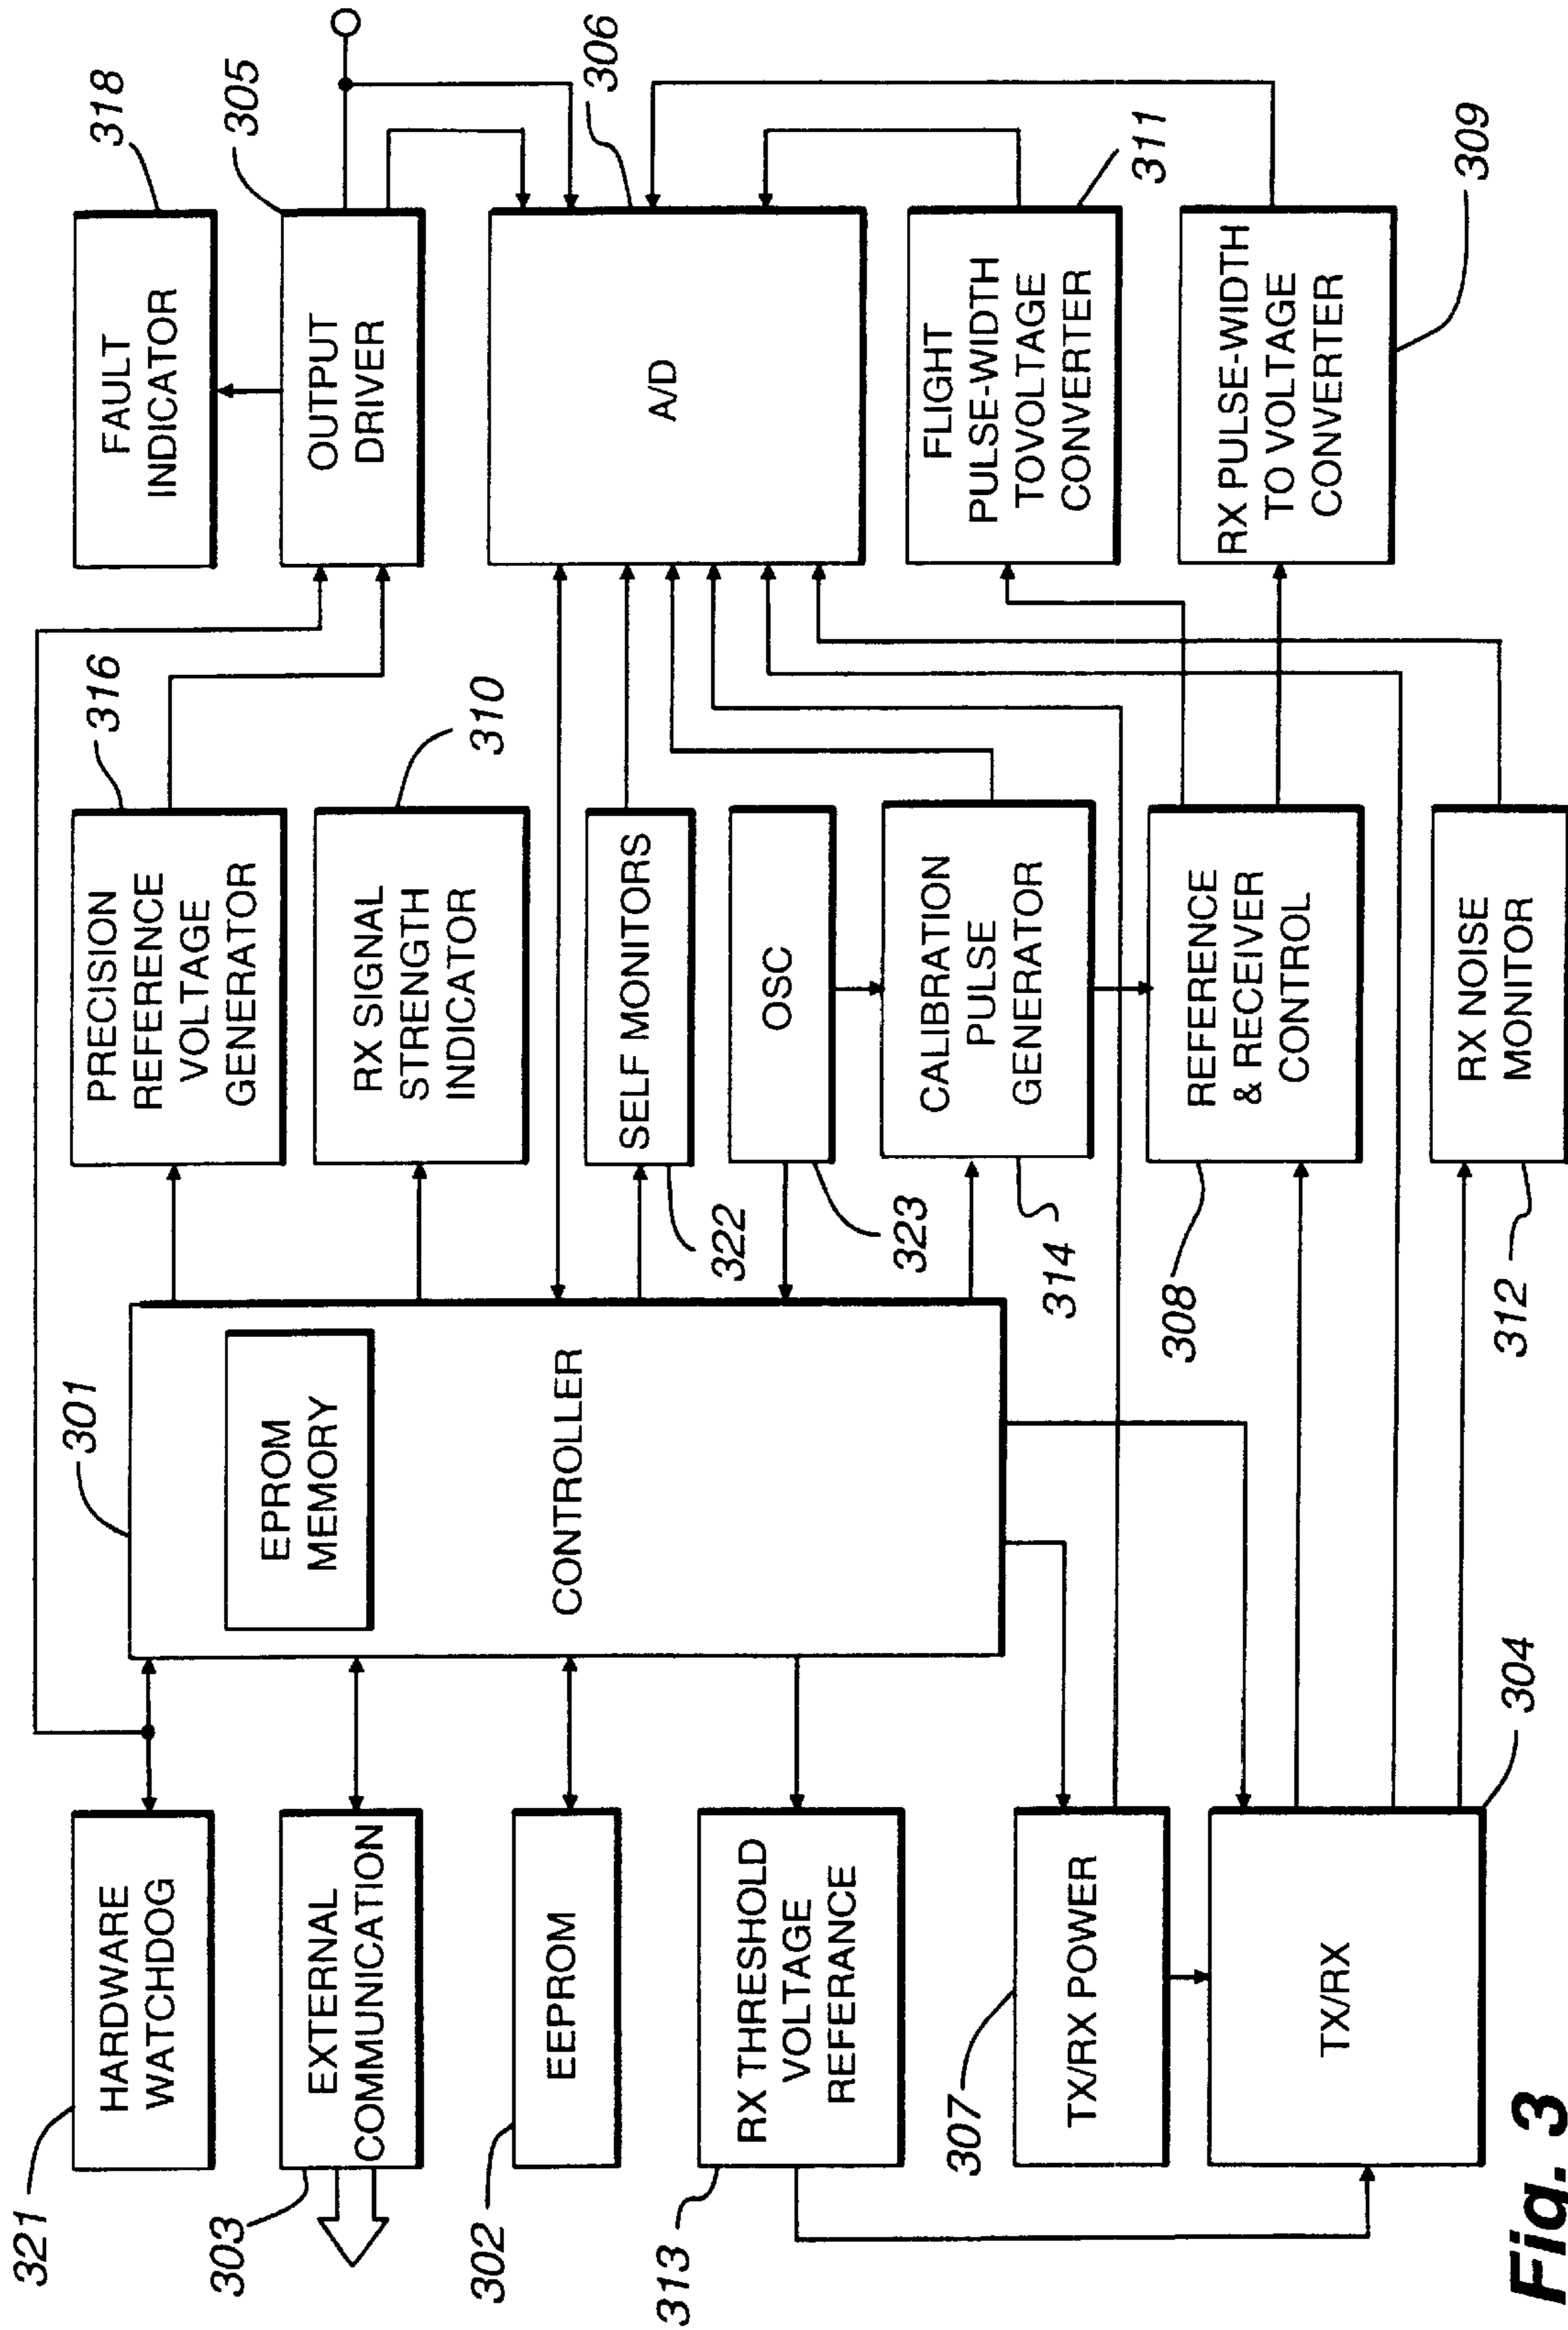 321
HARDWARE
WATCHDOG
303
EXTERNAL
COMMUNICATION
302
EEPROM
313
RX THRESHOLD
VOLTAGE
REFERANCE
307
TX/RX POWER
TX/RX
304
301
EPROM
MEMORY
CONTROLLER
316
PRECISION
REFERENCE
VOLTAGE
GENERATOR
310
RX SIGNAL
STRENGTH
INDICATOR
SELF MONITORS
322
OSC
323
CALIBRATION
PULSE
GENERATOR
314
REFERENCE
& RECEIVER
CONTROL
308
RX NOISE
MONITOR
312
318
FAULT
INDICATOR
305
OUTPUT
DRIVER
306
A/D
FLIGHT
PULSE-WIDTH
TOVOLTAGE
CONVERTER
311
RX PULSE-WIDTH
TO VOLTAGE
CONVERTER
309
Fig. 3